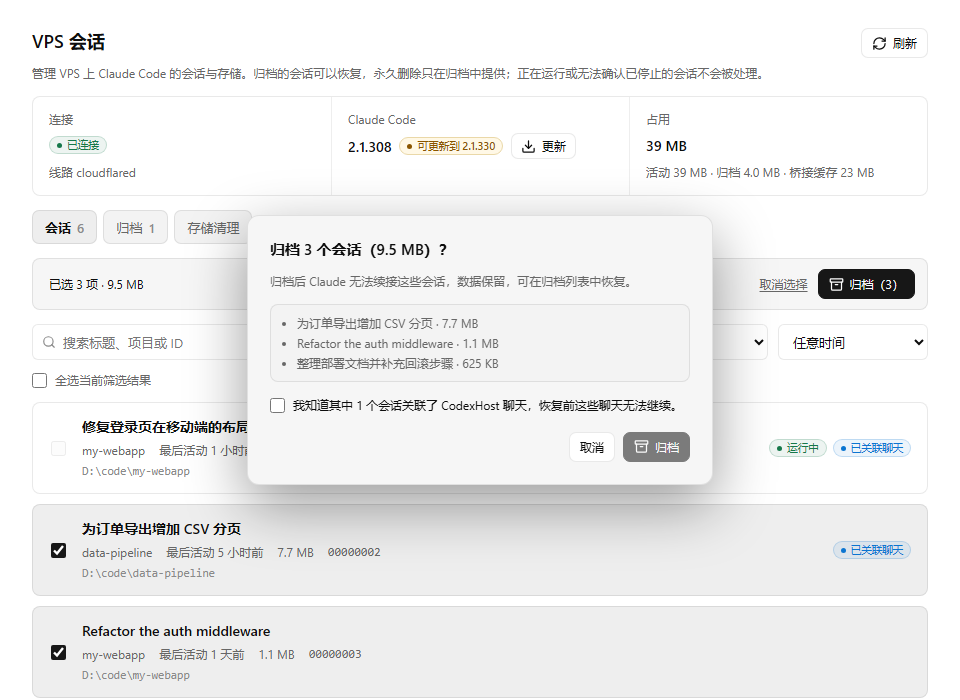 VPS 会话
刷新
管理 VPS 上 Claude Code 的会话与存储。归档的会话可以恢复，永久删除只在归档中提供；正在运行或无法确认已停止的会话不会被处理。
连接
已连接
线路 cloudflared
Claude Code
2.1.308 可更新到 2.1.330 更新
占用
39 MB
活动 39 MB · 归档 4.0 MB · 桥接缓存 23 MB
会话 6 归档 1 存储清理
已选 3 项 · 9.5 MB
取消选择 归档（3）
搜索标题、项目或 ID
任意时间
全选当前筛选结果
归档 3 个会话（9.5 MB）？
归档后 Claude 无法续接这些会话，数据保留，可在归档列表中恢复。
为订单导出增加 CSV 分页 · 7.7 MB
Refactor the auth middleware · 1.1 MB
整理部署文档并补充回滚步骤 · 625 KB
我知道其中 1 个会话关联了 CodexHost 聊天，恢复前这些聊天无法继续。
取消 归档
修复登录页在移动端的布局
my-webapp 最后活动 1 小时
D:\code\my-webapp
运行中 已关联聊天
为订单导出增加 CSV 分页
data-pipeline 最后活动 5 小时前 7.7 MB 00000002
D:\code\data-pipeline
已关联聊天
Refactor the auth middleware
my-webapp 最后活动 1 天前 1.1 MB 00000003
D:\code\my-webapp